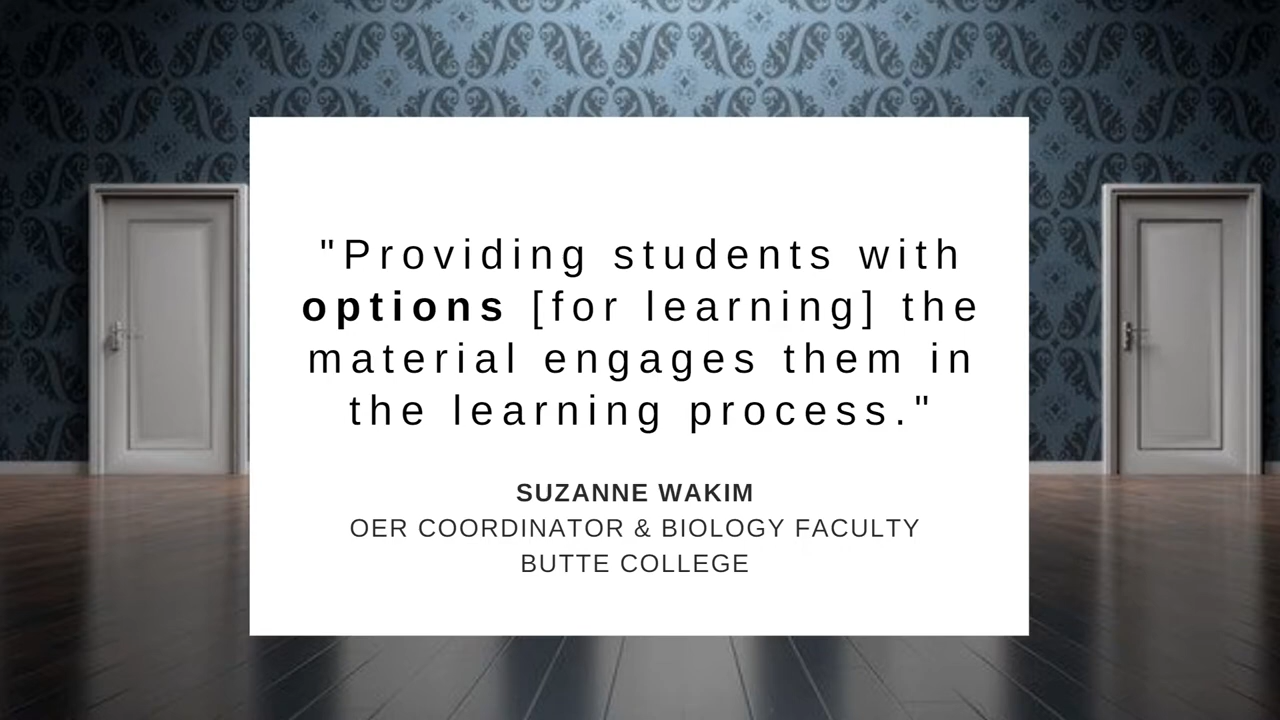 "Providing students with
options [for learning] the
material engages them in
the learning process."
SUZANNE WAKIM
OER COORDINATOR & BIOLOGY FACULTY
BUTTE COLLEGE